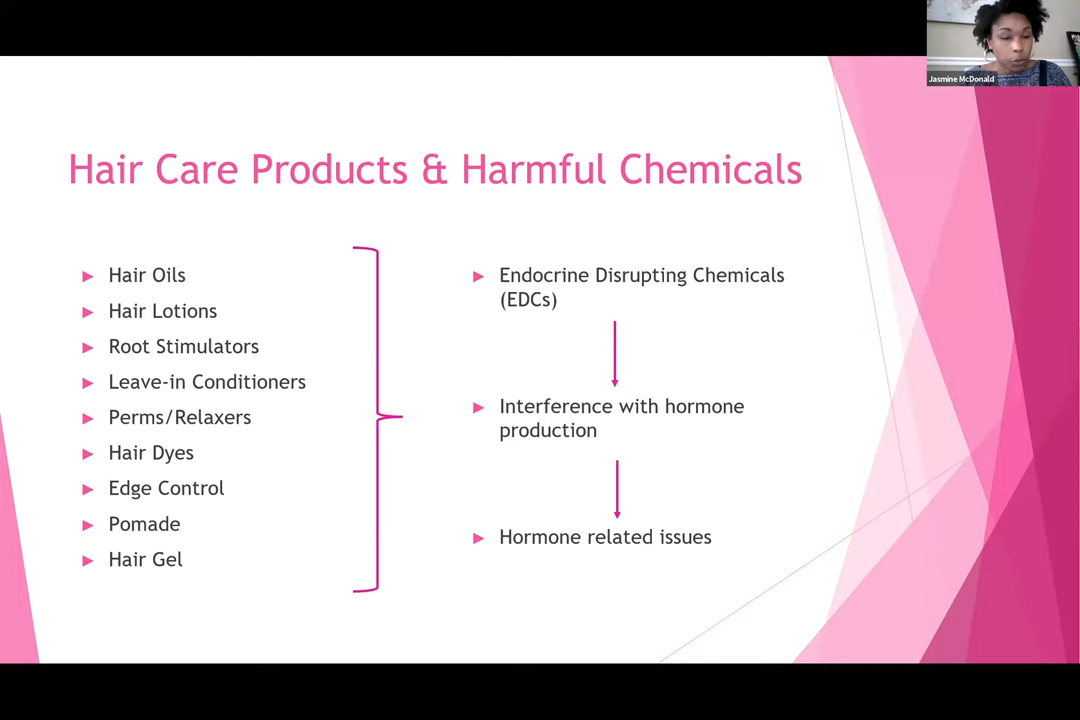 Jasmine McDonald
Hair Care Products & Harmful Chemicals
Hair Oils
Hair Lotions
Root Stimulators
Leave-in Conditioners
Perms/Relaxers
Hair Dyes
Edge Control
Pomade
Hair Gel
Endocrine Disrupting Chemicals
(EDCs)
Interference with hormone
production
Hormone related issues